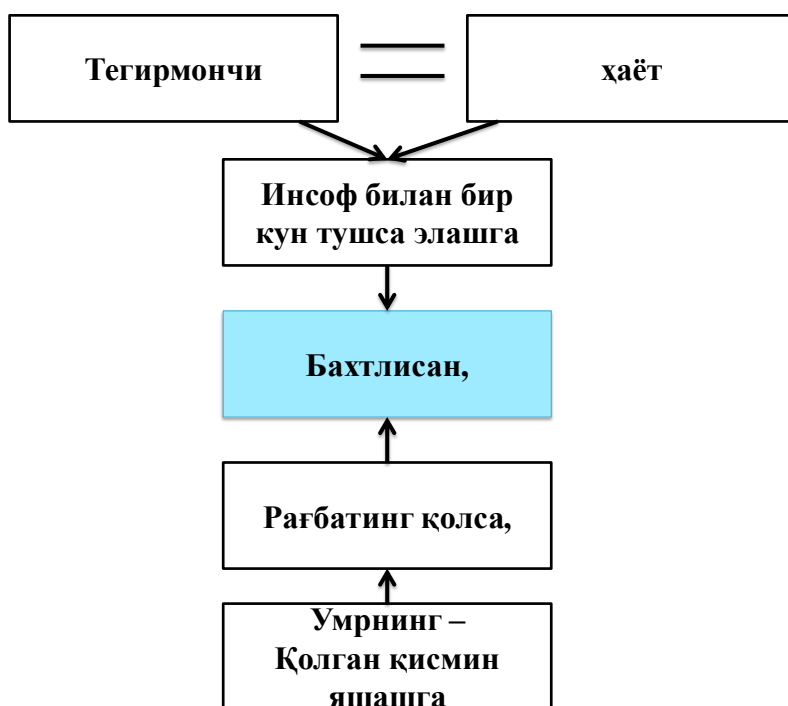 Тегирмончи
ҳаёт
Инсоф билан бир
кун тушса элашга
Бахтлисан,
Рағбатинг қолса,
Умрнинг –
Қолган қисмин
яшашга